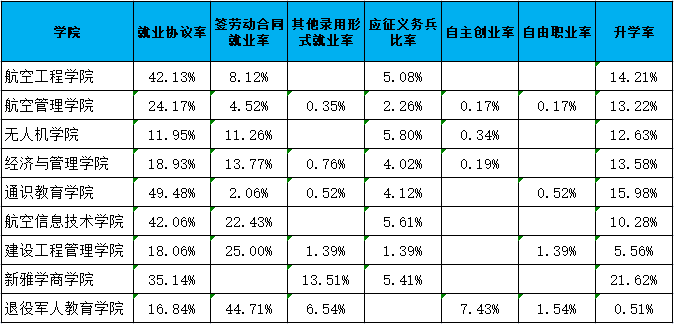 学院 就业协议率 签劳动合同就业率 其他录用形式就业率 应征义务兵比率 自主创业率 自由职业率 升学率
航空工程学院 42.13% 8.12% 5.08% 14.21%
航空管理学院 24.17% 4.52% 0.35% 2.26% 0.17% 0.17% 13.22%
无人机学院 11.95% 11.26% 5.80% 0.34% 12.63%
经济与管理学院 18.93% 13.77% 0.76% 4.02% 0.19% 13.58%
通识教育学院 49.48% 2.06% 0.52% 4.12% 0.52% 15.98%
航空信息技术学院 42.06% 22.43% 5.61% 10.28%
建设工程管理学院 18.06% 25.00% 1.39% 1.39% 1.39% 5.56%
新雅学商学院 35.14% 13.51% 5.41% 21.62%
退役军人教育学院 16.84% 44.71% 6.54% 7.43% 1.54% 0.51%